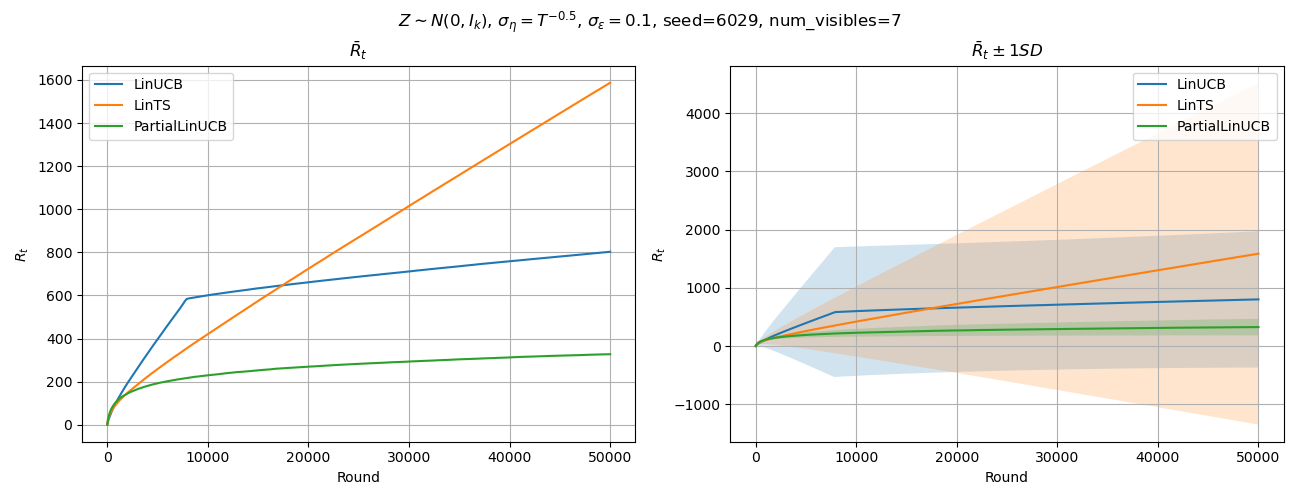 Z ~ N(0, I_k), σ_η = T^{−0.5}, σ_ε = 0.1, seed=6029, num_visibles=7
R̄_t
LinUCB
LinTS
PartialLinUCB
R_t
1600
1400
1200
1000
800
600
400
200
0
0 10000 20000 30000 40000 50000
Round
R̄_t ± 1SD
LinUCB
LinTS
PartialLinUCB
R_t
4000
3000
2000
1000
0
−1000
0 10000 20000 30000 40000 50000
Round